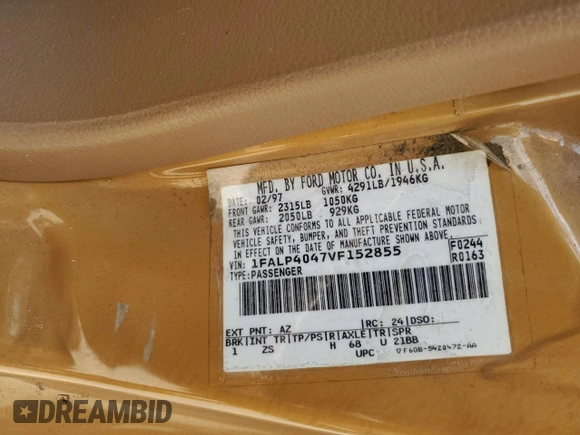 MFD. BY FORD MOTOR CO. IN U.S.A.
DATE: 02/97 GVWR: 4291LB/1946KG
FRONT GAWR: 2315LB 1050KG
REAR GAWR: 2050LB 929KG
THIS VEHICLE CONFORMS TO ALL APPLICABLE FEDERAL MOTOR
VEHICLE SAFETY, BUMPER, AND THEFT PREVENTION STANDARDS
IN EFFECT ON THE DATE OF MANUFACTURE SHOWN ABOVE.
VIN: 1FALP4047VF152855 F0244
TYPE: PASSENGER R0163
EXT PNT: AZ RC: 24 DSO:
BRK INT TR TP/PS R AXLE TR SPR
1 ZS H 68 U 21BB
UPC
DREAMBID